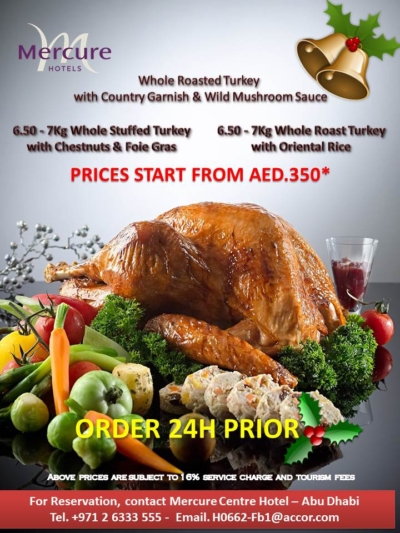 Mercure
HOTELS
Whole Roasted Turkey
with Country Garnish & Wild Mushroom Sauce
6.50 - 7Kg Whole Stuffed Turkey
with Chestnuts & Foie Gras
6.50 - 7Kg Whole Roast Turkey
with Oriental Rice
PRICES START FROM AED.350*
ORDER 24H PRIOR
Above prices are subject to 16% service charge and tourism fees
For Reservation, contact Mercure Centre Hotel – Abu Dhabi
Tel. +971 2 6333 555 - Email. H0662-Fb1@accor.com